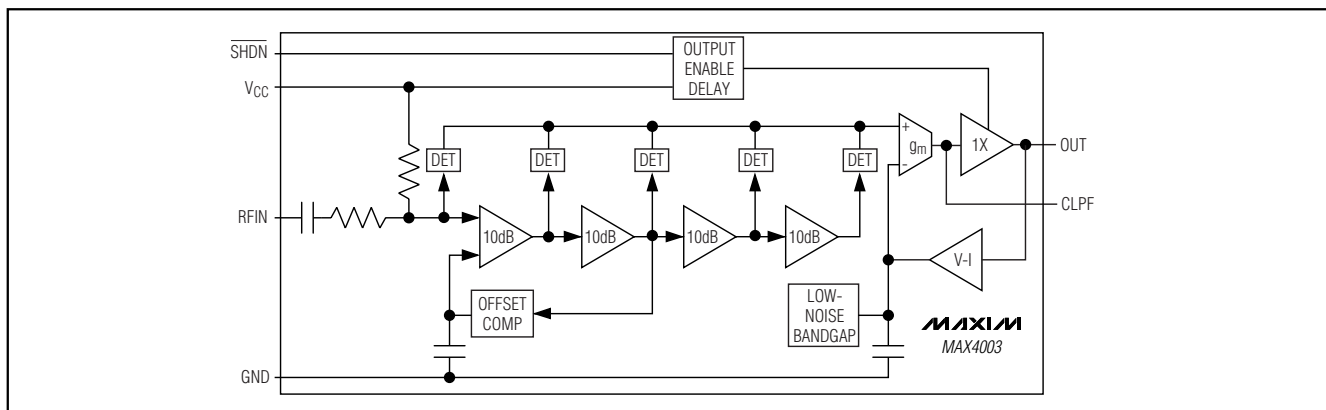 SHDN
VCC
RFIN
GND
OUTPUT
ENABLE
DELAY
DET
DET
DET
DET
DET
10dB
10dB
10dB
10dB
OFFSET
COMP
LOW-
NOISE
BANDGAP
+
gm
-
1X
V-I
OUT
CLPF
MAXIM
MAX4003